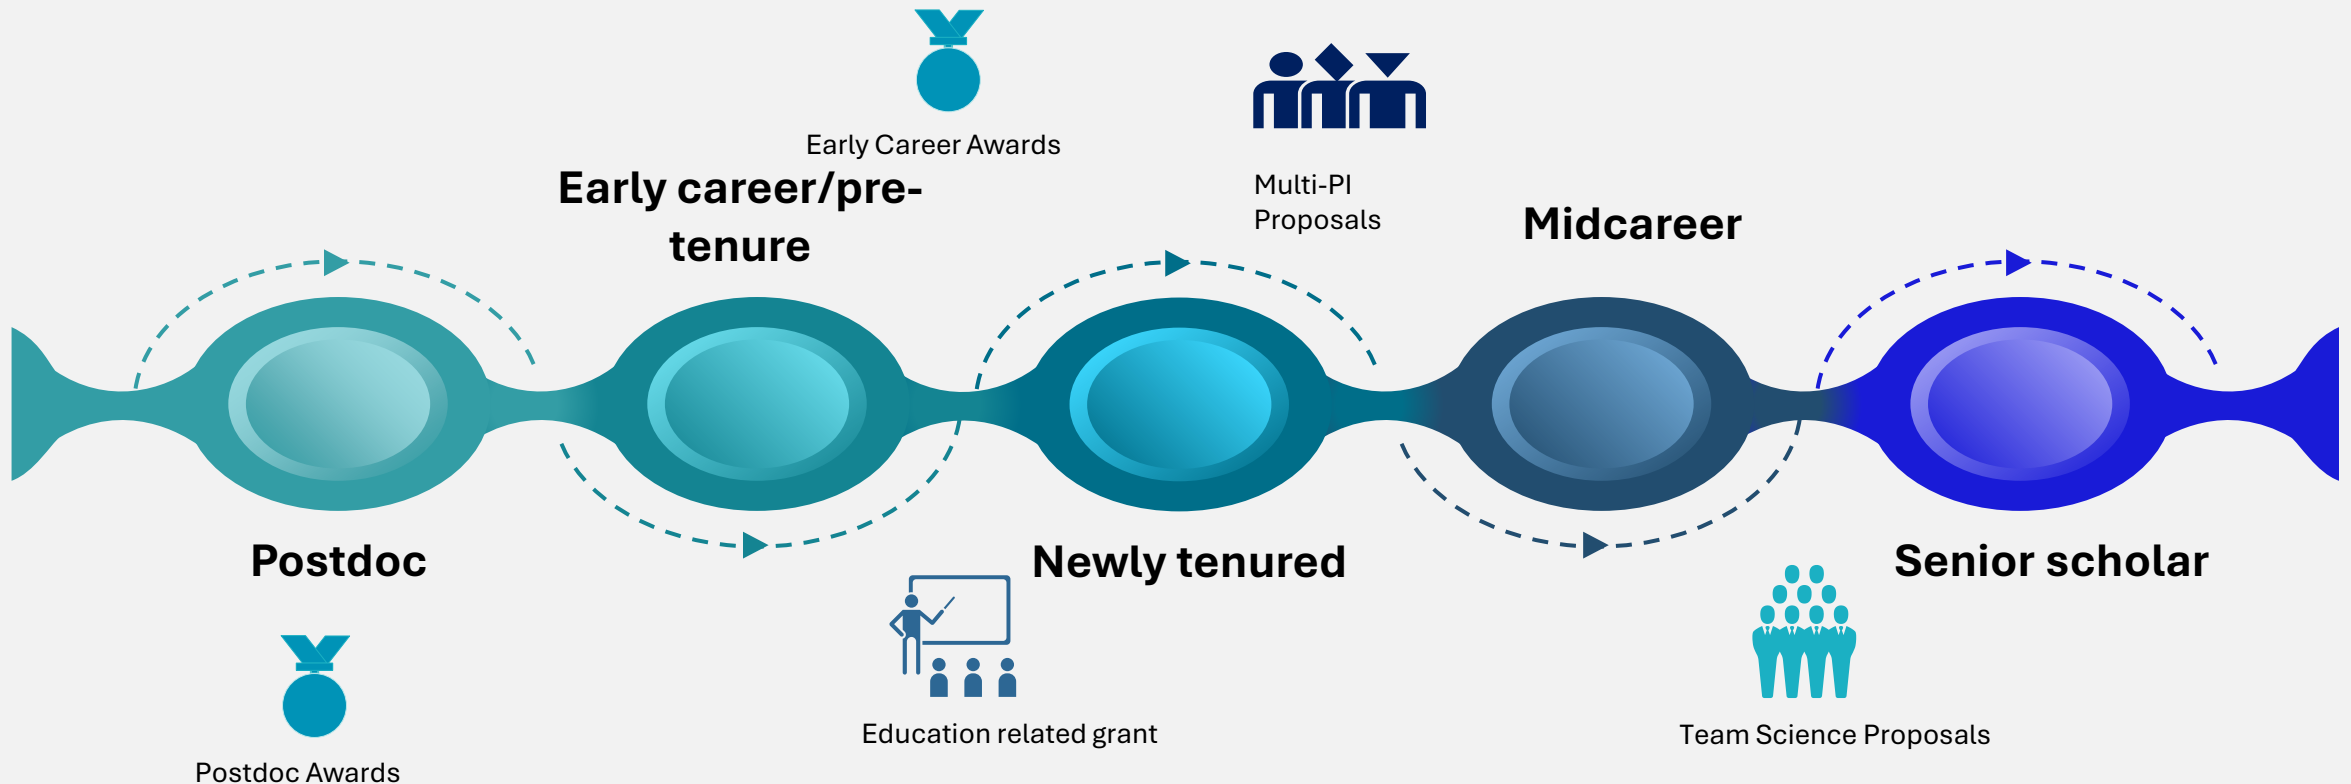 Early Career Awards
Early career/pre-
tenure
Multi-PI
Proposals
Midcareer
Postdoc
Newly tenured
Senior scholar
Education related grant
Team Science Proposals
Postdoc Awards